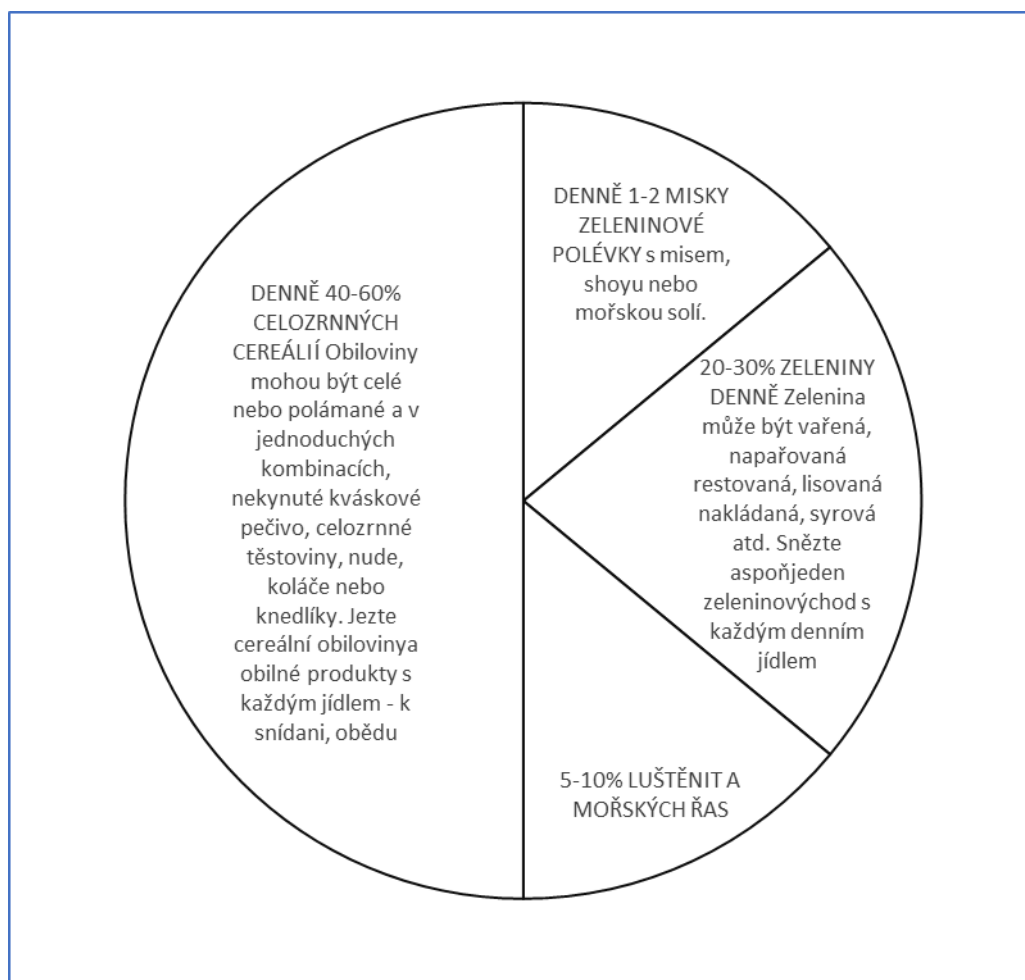 DENNĚ 1-2 MISKY
ZELENINOVÉ
POLÉVKY s misem,
shoyu nebo
mořskou solí.
20-30% ZELENINY
DENNĚ Zelenina
může být vařená,
napařovaná
restovaná, lisovaná
nakládaná, syrová
atd. Snězte
aspoňjeden
zeleninovýchod s
každým denním
jídlem
5-10% LUŠTĚNIT A
MOŘSKÝCH ŘAS
DENNĚ 40-60%
CELOZRNNÝCH
CEREÁLIÍ Obiloviny
mohou být celé
nebo polámané a v
jednoduchých
kombinacích,
nekynuté kváskové
pečivo, celozrnné
těstoviny, nude,
koláče nebo
knedlíky. Jezte
cereální obilovinya
obilné produkty s
každým jídlem - k
snídani, obědu